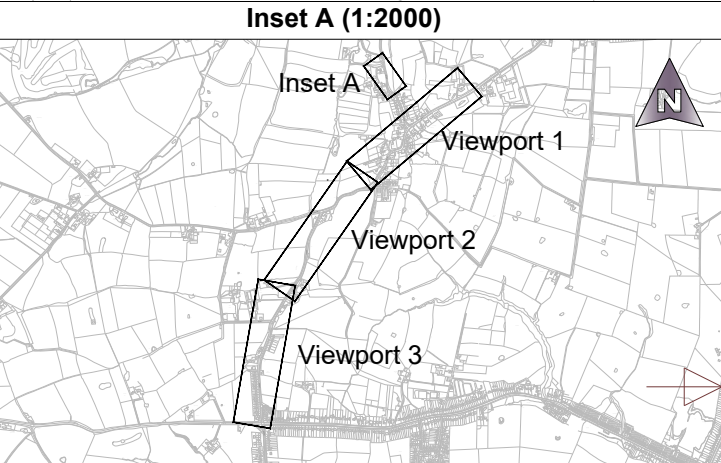 Inset A (1:2000)
Inset A
N
Viewport 1
Viewport 2
Viewport 3